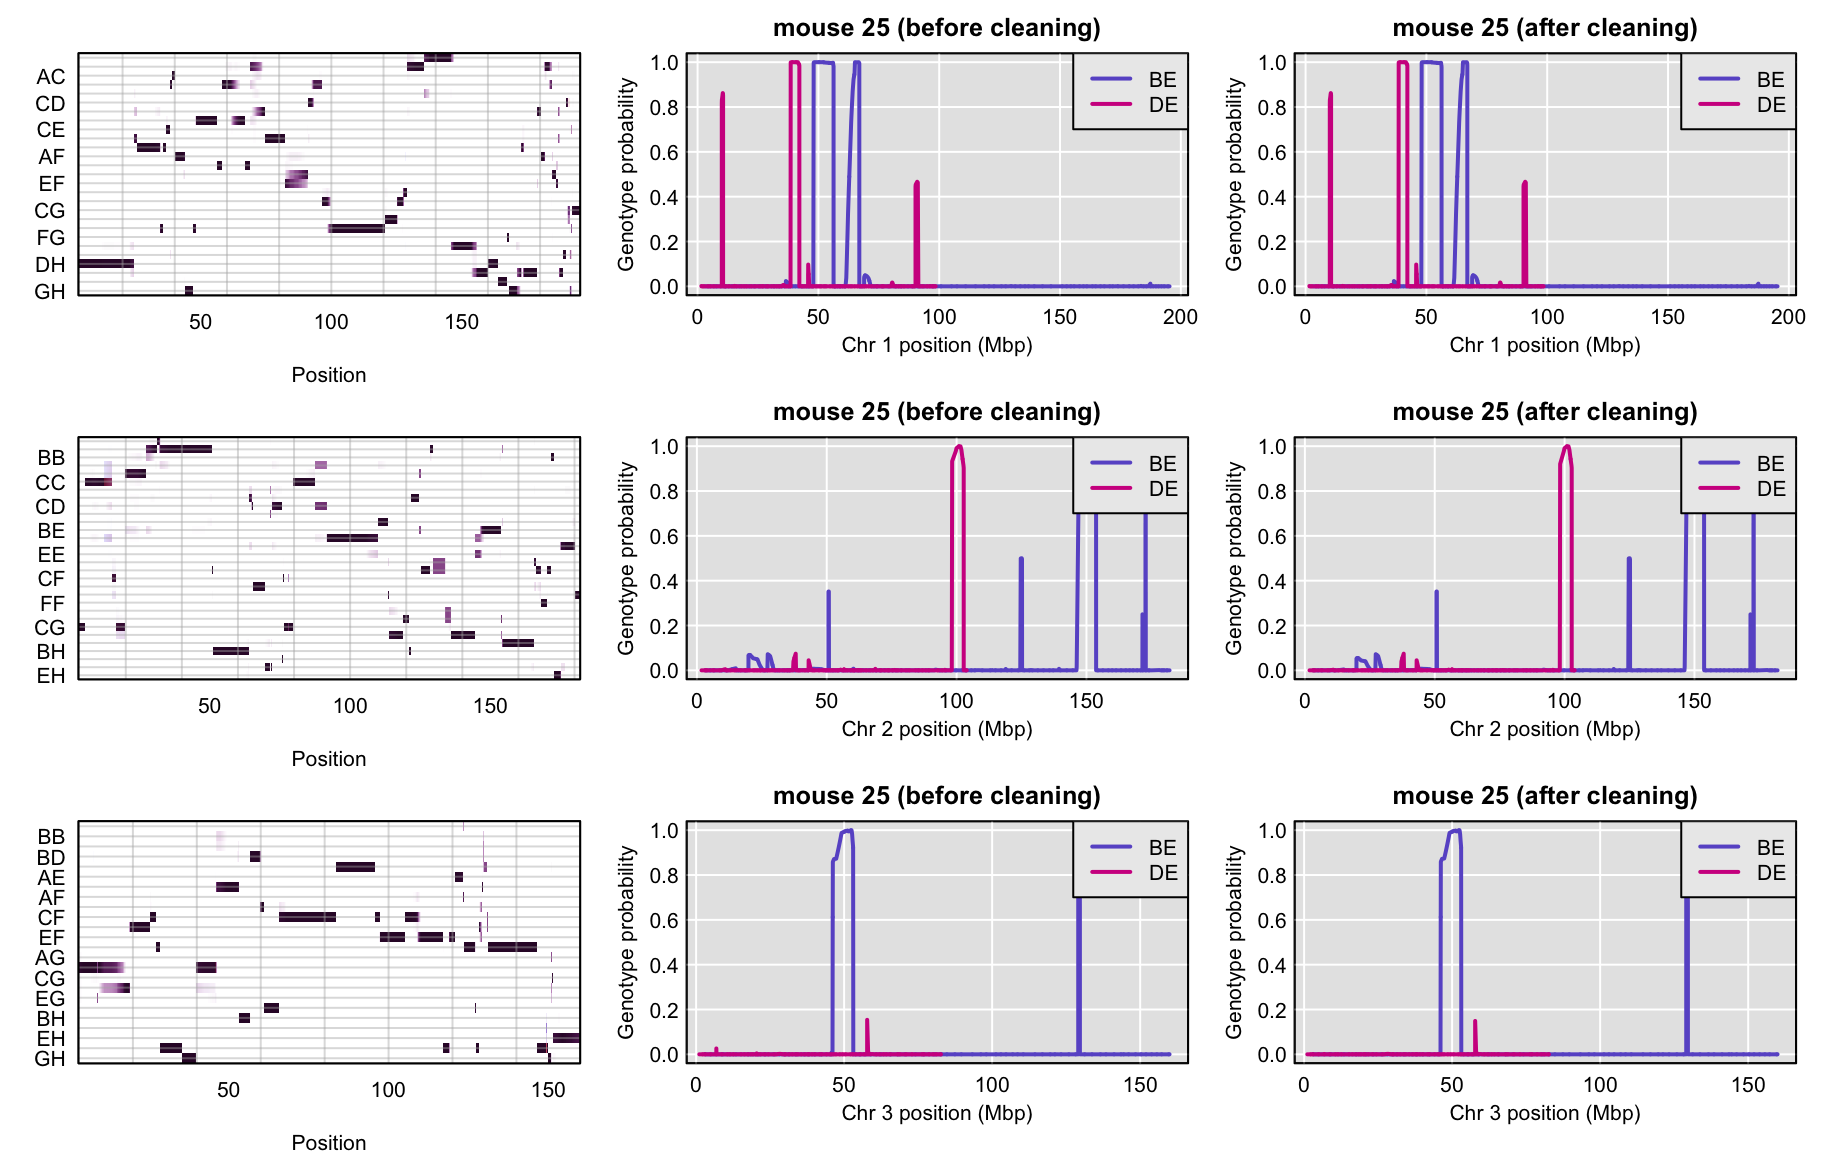 mouse 25 (before cleaning)
mouse 25 (after cleaning)
AC
CD
CE
AF
EF
CG
FG
DH
GH
50
100
150
Position
Genotype probability
1.0
0.8
0.6
0.4
0.2
0.0
BE
DE
0
50
100
150
200
Chr 1 position (Mbp)
Genotype probability
1.0
0.8
0.6
0.4
0.2
0.0
BE
DE
0
50
100
150
200
Chr 1 position (Mbp)
mouse 25 (before cleaning)
mouse 25 (after cleaning)
BB
CC
CD
BE
EE
CF
FF
CG
BH
EH
50
100
150
Position
Genotype probability
1.0
0.8
0.6
0.4
0.2
0.0
BE
DE
0
50
100
150
Chr 2 position (Mbp)
Genotype probability
1.0
0.8
0.6
0.4
0.2
0.0
BE
DE
0
50
100
150
Chr 2 position (Mbp)
mouse 25 (before cleaning)
mouse 25 (after cleaning)
BB
BD
AE
AF
CF
EF
AG
CG
EG
BH
EH
GH
50
100
150
Position
Genotype probability
1.0
0.8
0.6
0.4
0.2
0.0
BE
DE
0
50
100
150
Chr 3 position (Mbp)
Genotype probability
1.0
0.8
0.6
0.4
0.2
0.0
BE
DE
0
50
100
150
Chr 3 position (Mbp)